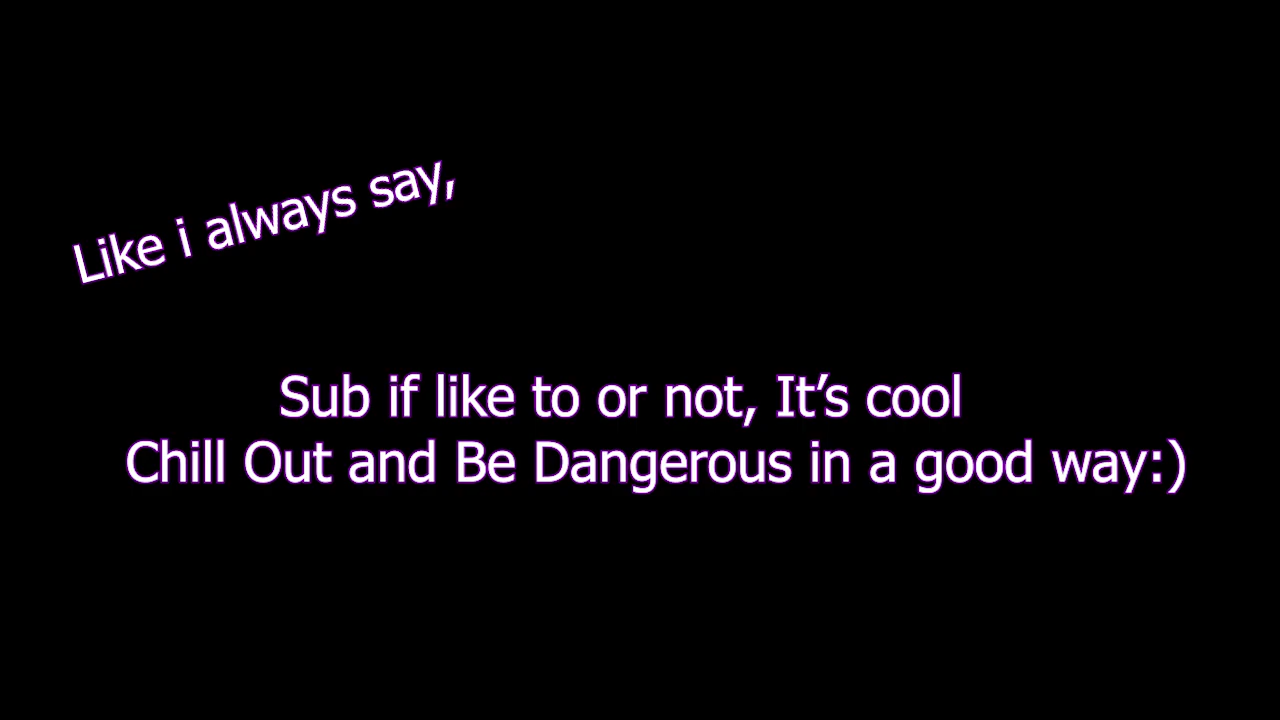 Like i always say,
Sub if like to or not, It’s cool
Chill Out and Be Dangerous in a good way:)